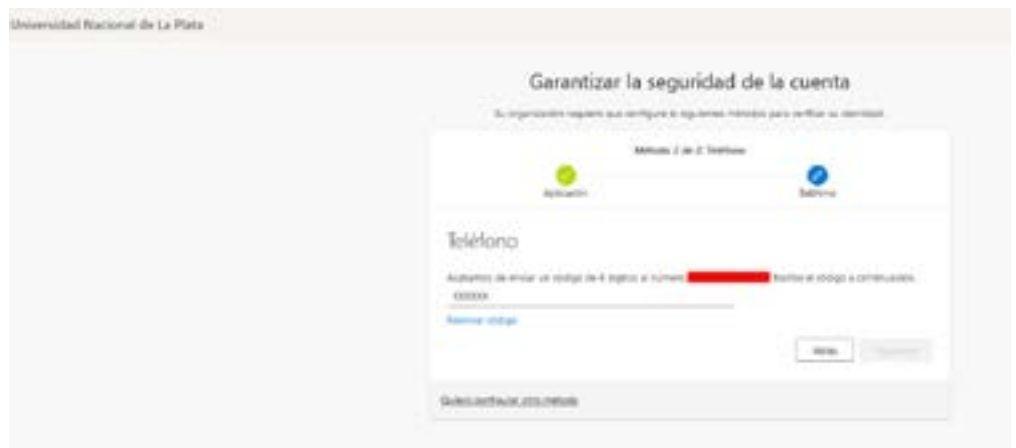 Universidad Nacional de La Plata
Garantizar la seguridad de la cuenta
Su organización requiere que configure los siguientes métodos para verificar su identidad.
Método 2 de 2: Teléfono
Aplicación
Teléfono
Teléfono
Acabamos de enviar un código de 6 dígitos al número Escriba el código a continuación.
Reenviar código
Atrás
Siguiente
Quiero configurar otro método